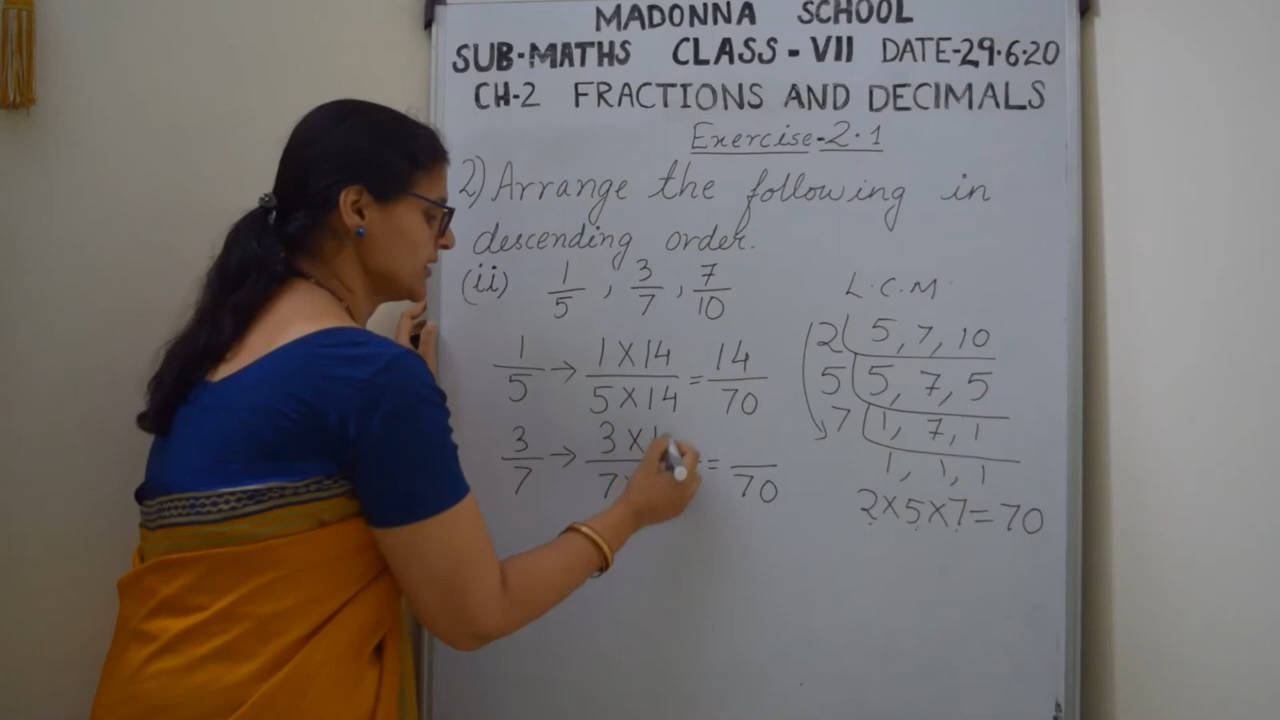 MADONNA SCHOOL
SUB-MATHS CLASS-VII DATE-29.6.20
CH-2 FRACTIONS AND DECIMALS
Exercise-2.1
2) Arrange the following in
descending order.
(ii) 1/5, 3/7, 7/10
1/5 → 1×14/5×14 = 14/70
3/7 → 3×1 /7× = /70
L.C.M.
2 5, 7, 10
5 5, 7, 5
7 1, 7, 1
1, 1, 1
2×5×7=70